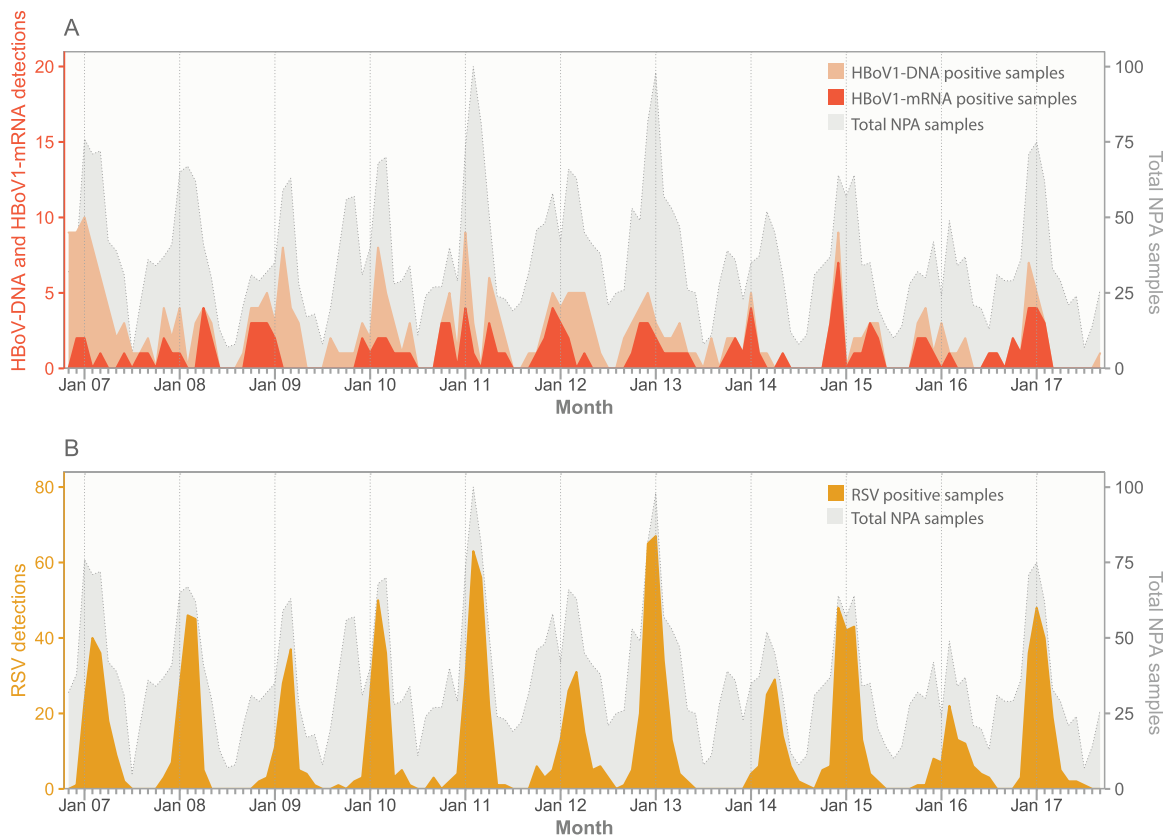 A
HBoV-DNA and HBoV1-mRNA detections
20
15
10
5
0
100
75
50
25
0
Total NPA samples
HBoV1-DNA positive samples
HBoV1-mRNA positive samples
Total NPA samples
Jan 07 Jan 08 Jan 09 Jan 10 Jan 11 Jan 12 Jan 13 Jan 14 Jan 15 Jan 16 Jan 17
Month
B
RSV detections
80
60
40
20
0
100
75
50
25
0
Total NPA samples
RSV positive samples
Total NPA samples
Jan 07 Jan 08 Jan 09 Jan 10 Jan 11 Jan 12 Jan 13 Jan 14 Jan 15 Jan 16 Jan 17
Month